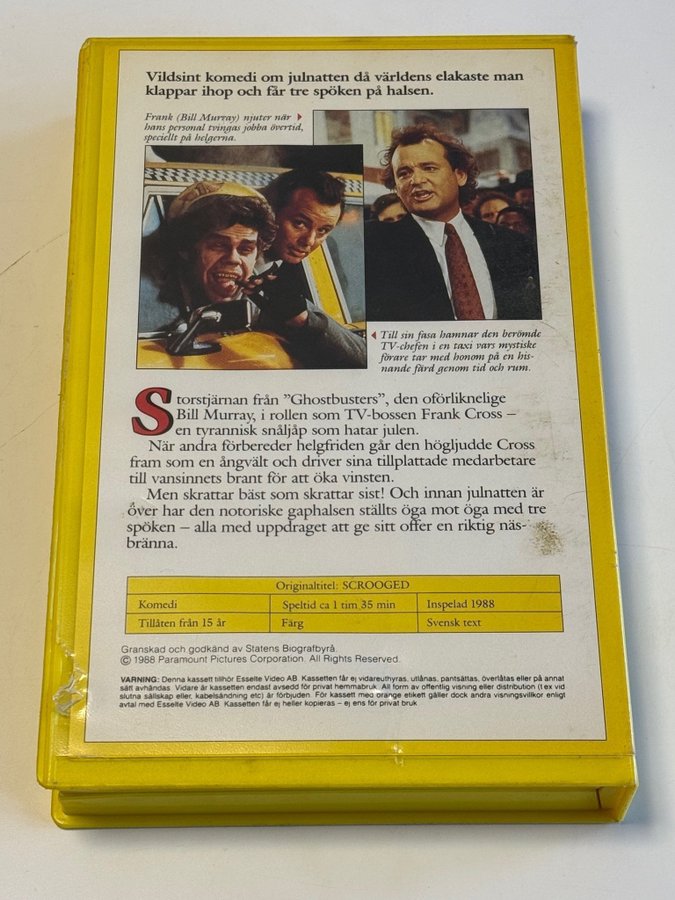 Vildsint komedi om julnatten då världens elakaste man
klappar ihop och får tre spöken på halsen.
Frank (Bill Murray) njuter när
hans personal tvingas jobba övertid,
speciellt på helgerna.
Till sin fasa hamnar den berömde
TV-chefen i en taxi vars mystiske
förare tar med honom på en his-
nande färd genom tid och rum.
Storstjärnan från ”Ghostbusters”, den oförliknelige
Bill Murray, i rollen som TV-bossen Frank Cross –
en tyrannisk snåljåp som hatar julen.
När andra förbereder helgfriden går den högljudde Cross
fram som en ångvält och driver sina tillplattade medarbetare
till vansinnets brant för att öka vinsten.
Men skrattar bäst som skrattar sist! Och innan julnatten är
över har den notoriske gaphalsen ställts öga mot öga med tre
spöken – alla med uppdraget att ge sitt offer en riktig näs-
bränna.
Originaltitel: SCROOGED
Komedi Speltid ca 1 tim 35 min Inspelad 1988
Tillåten från 15 år Färg Svensk text
Granskad och godkänd av Statens Biografbyrå.
© 1988 Paramount Pictures Corporation. All Rights Reserved.
VARNING: Denna kassett tillhör Esselte Video AB. Kassetten får ej vidareuthyras, utlånas, pantsättas, överlåtas eller på annat
sätt avhändas. Vidare är kassetten endast avsedd för privat hemmabruk. All form av offentlig visning eller distribution (t ex vid
slutna sällskap eller, kabelsändning etc) är förbjuden. För kassett med orange etikett gäller dock andra visningsvillkor enligt
avtal med Esselte Video AB. Kassetten får ej heller kopieras – ej ens för privat bruk